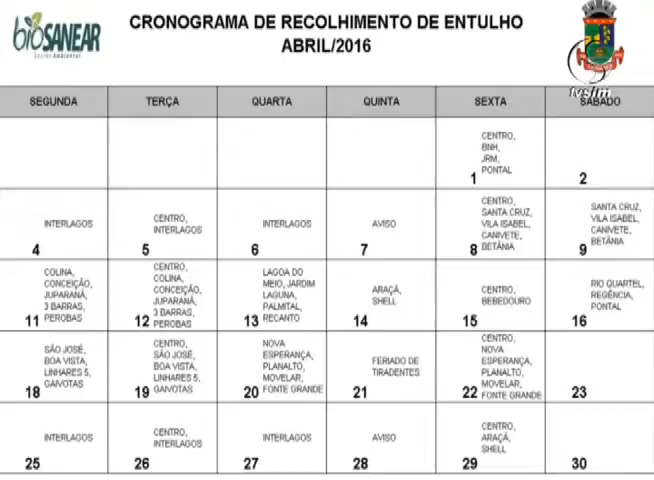 bioSANEAR
Gestão Ambiental
CRONOGRAMA DE RECOLHIMENTO DE ENTULHO
ABRIL/2016
tvslim
SEGUNDA TERÇA QUARTA QUINTA SEXTA SÁBADO
CENTRO,
BNH,
JRM,
PONTAL
1
2
INTERLAGOS
4
CENTRO,
INTERLAGOS
5
INTERLAGOS
6
AVISO
7
CENTRO,
SANTA CRUZ,
VILA ISABEL,
CANIVETE,
BETÂNIA
8
SANTA CRUZ,
VILA ISABEL,
CANIVETE,
BETÂNIA
9
COLINA,
CONCEIÇÃO,
JUPARANÃ,
3 BARRAS,
PEROBAS
11
CENTRO,
COLINA,
CONCEIÇÃO,
JUPARANÃ,
3 BARRAS,
PEROBAS
12
LAGOA DO
MEIO, JARDIM
LAGUNA,
PALMITAL,
RECANTO
13
ARAÇÁ,
SHELL
14
CENTRO,
BEBEDOURO
15
RIO QUARTEL,
REGÊNCIA,
PONTAL
16
SÃO JOSÉ,
BOA VISTA,
LINHARES 5,
GAIVOTAS
18
CENTRO,
SÃO JOSÉ,
BOA VISTA,
LINHARES 5,
GAIVOTAS
19
NOVA
ESPERANÇA,
PLANALTO,
MOVELAR,
FONTE GRANDE
20
FERIADO DE
TIRADENTES
21
CENTRO,
NOVA
ESPERANÇA,
PLANALTO,
MOVELAR,
FONTE GRANDE
22
23
INTERLAGOS
25
CENTRO,
INTERLAGOS
26
INTERLAGOS
27
AVISO
28
CENTRO,
ARAÇÁ,
SHELL
29
30